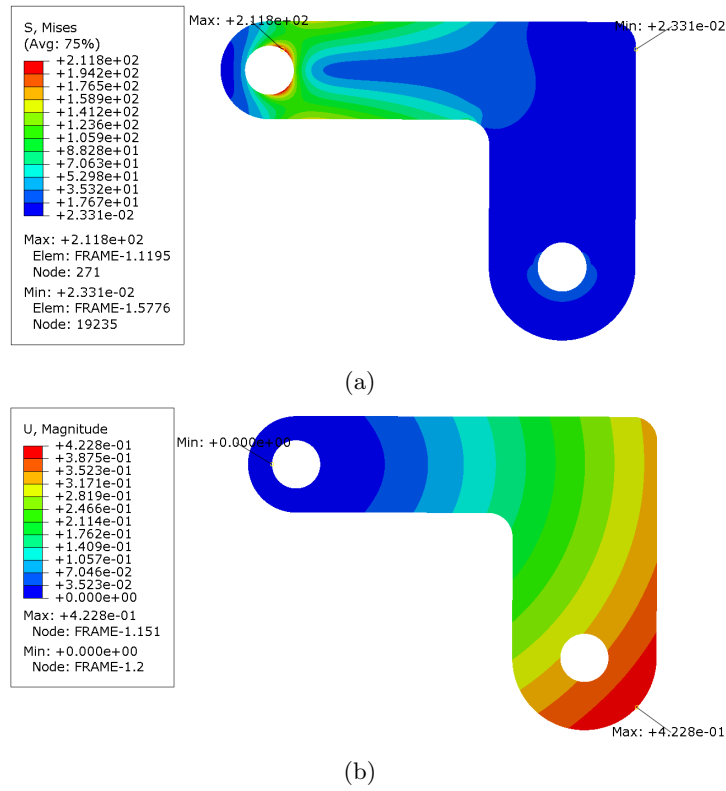 Max: +2.118e+02
Min: +2.331e-02
S, Mises
(Avg: 75%)
+2.118e+02
+1.942e+02
+1.765e+02
+1.589e+02
+1.412e+02
+1.236e+02
+1.059e+02
+8.828e+01
+7.063e+01
+5.298e+01
+3.532e+01
+1.767e+01
+2.331e-02
Max: +2.118e+02
Elem: FRAME-1.1195
Node: 271
Min: +2.331e-02
Elem: FRAME-1.5776
Node: 19235
(a)
U, Magnitude
+4.228e-01
+3.875e-01
+3.523e-01
+3.171e-01
+2.819e-01
+2.466e-01
+2.114e-01
+1.762e-01
+1.409e-01
+1.057e-01
+7.046e-02
+3.523e-02
+0.000e+00
Max: +4.228e-01
Node: FRAME-1.151
Min: +0.000e+00
Node: FRAME-1.2
Min: +0.000e+00
Max: +4.228e-01
(b)